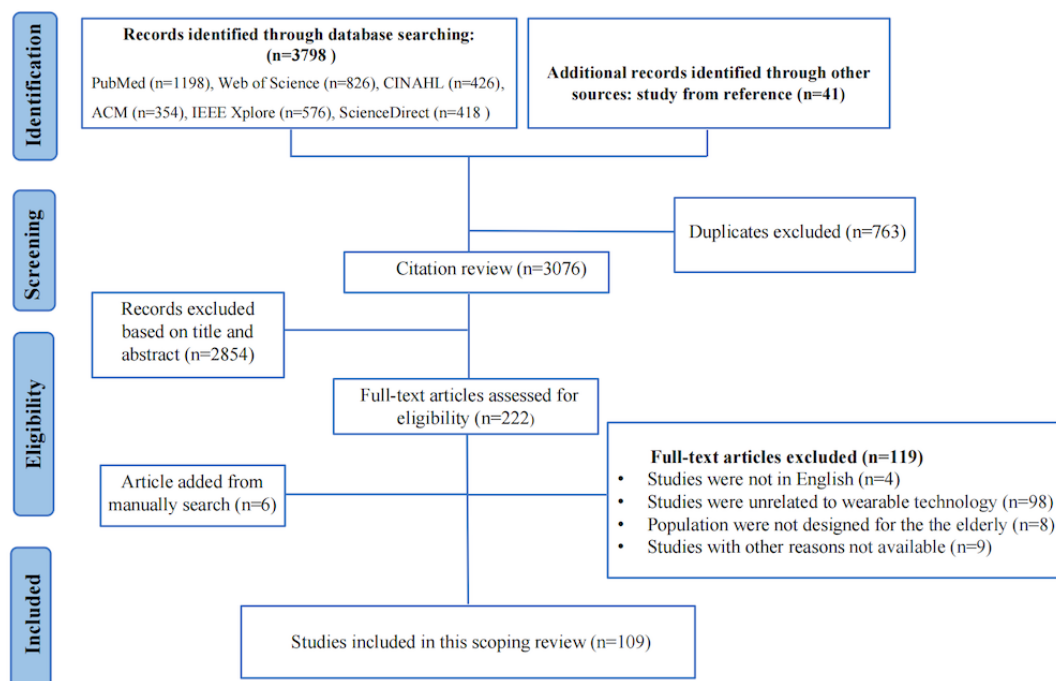 Identification
Records identified through database searching:
(n=3798 )
PubMed (n=1198), Web of Science (n=826), CINAHL (n=426),
ACM (n=354), IEEE Xplore (n=576), ScienceDirect (n=418 )
Additional records identified through other
sources: study from reference (n=41)
Screening
Duplicates excluded (n=763)
Citation review (n=3076)
Records excluded
based on title and
abstract (n=2854)
Eligibility
Full-text articles assessed for
eligibility (n=222)
Article added from
manually search (n=6)
Full-text articles excluded (n=119)
• Studies were not in English (n=4)
• Studies were unrelated to wearable technology (n=98)
• Population were not designed for the the elderly (n=8)
• Studies with other reasons not available (n=9)
Included
Studies included in this scoping review (n=109)